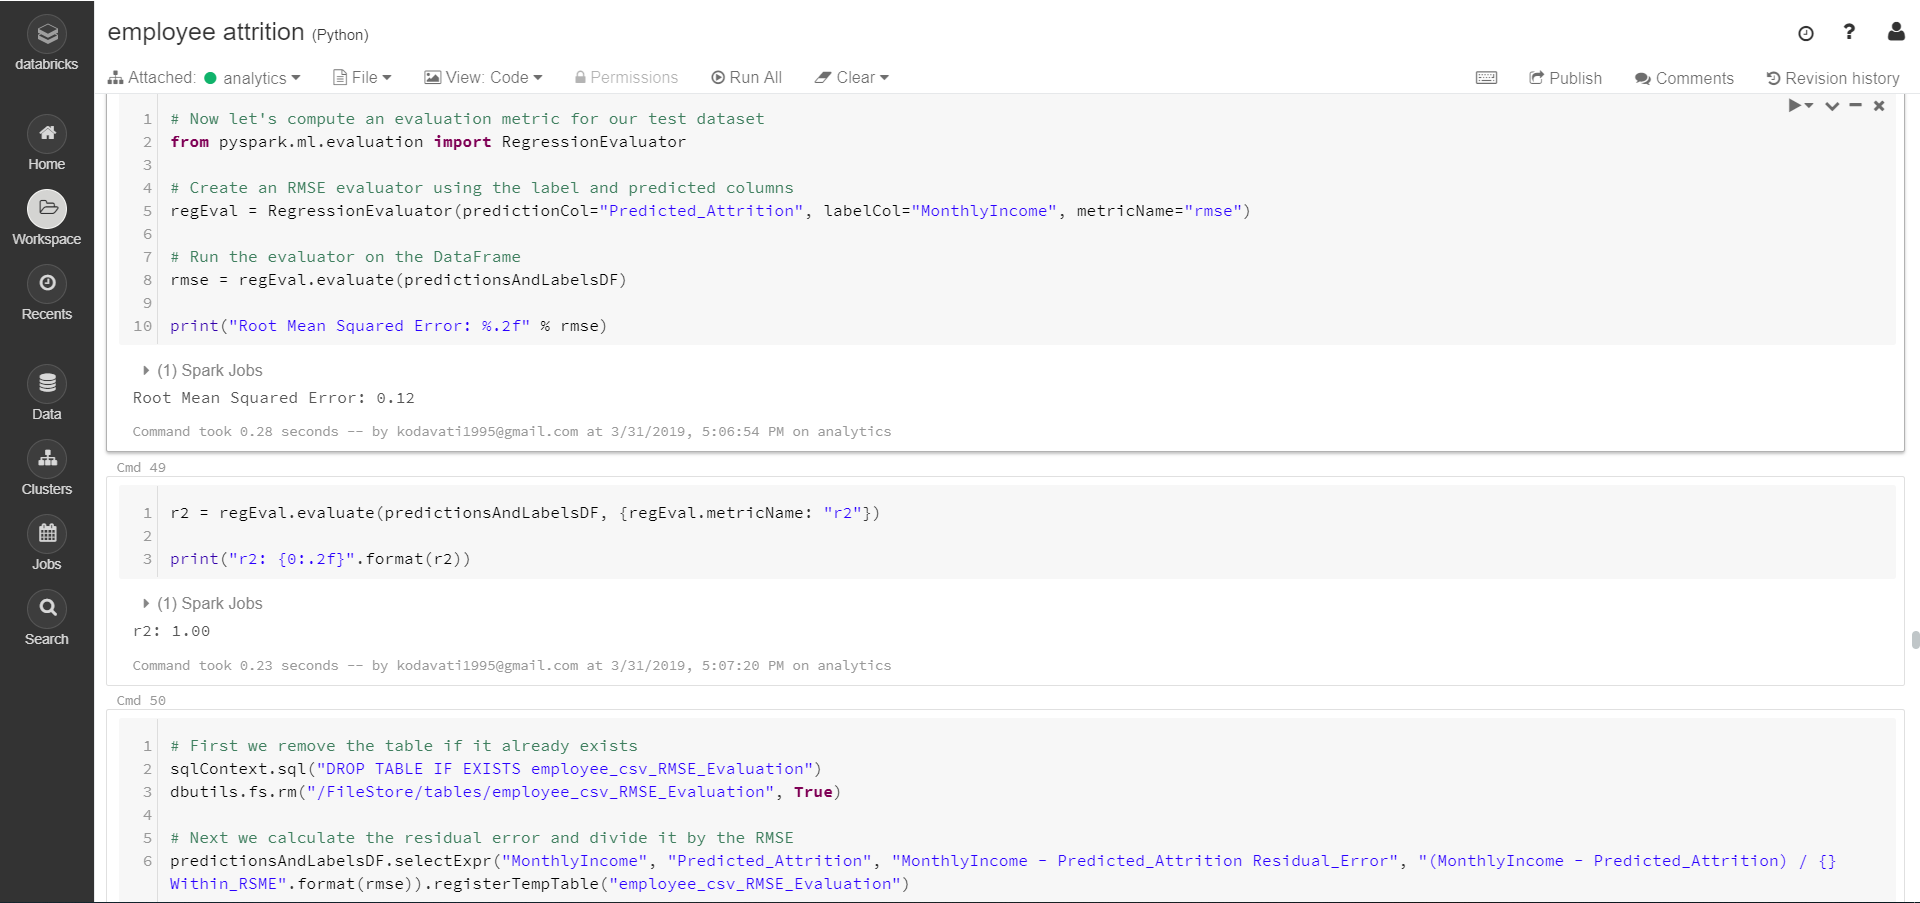 databricks
Home
Workspace
Recents
Data
Clusters
Jobs
Search
employee attrition (Python)
Attached: analytics File View: Code Permissions Run All Clear Publish Comments Revision history
1 # Now let's compute an evaluation metric for our test dataset
2 from pyspark.ml.evaluation import RegressionEvaluator
3
4 # Create an RMSE evaluator using the label and predicted columns
5 regEval = RegressionEvaluator(predictionCol="Predicted_Attrition", labelCol="MonthlyIncome", metricName="rmse")
6
7 # Run the evaluator on the DataFrame
8 rmse = regEval.evaluate(predictionsAndLabelsDF)
9
10 print("Root Mean Squared Error: %.2f" % rmse)
(1) Spark Jobs
Root Mean Squared Error: 0.12
Command took 0.28 seconds -- by kodavati1995@gmail.com at 3/31/2019, 5:06:54 PM on analytics
Cmd 49
1 r2 = regEval.evaluate(predictionsAndLabelsDF, {regEval.metricName: "r2"})
2
3 print("r2: {0:.2f}".format(r2))
(1) Spark Jobs
r2: 1.00
Command took 0.23 seconds -- by kodavati1995@gmail.com at 3/31/2019, 5:07:20 PM on analytics
Cmd 50
1 # First we remove the table if it already exists
2 sqlContext.sql("DROP TABLE IF EXISTS employee_csv_RMSE_Evaluation")
3 dbutils.fs.rm("/FileStore/tables/employee_csv_RMSE_Evaluation", True)
4
5 # Next we calculate the residual error and divide it by the RMSE
6 predictionsAndLabelsDF.selectExpr("MonthlyIncome", "Predicted_Attrition", "MonthlyIncome - Predicted_Attrition Residual_Error", "(MonthlyIncome - Predicted_Attrition) / {}
Within_RSME".format(rmse)).registerTempTable("employee_csv_RMSE_Evaluation")